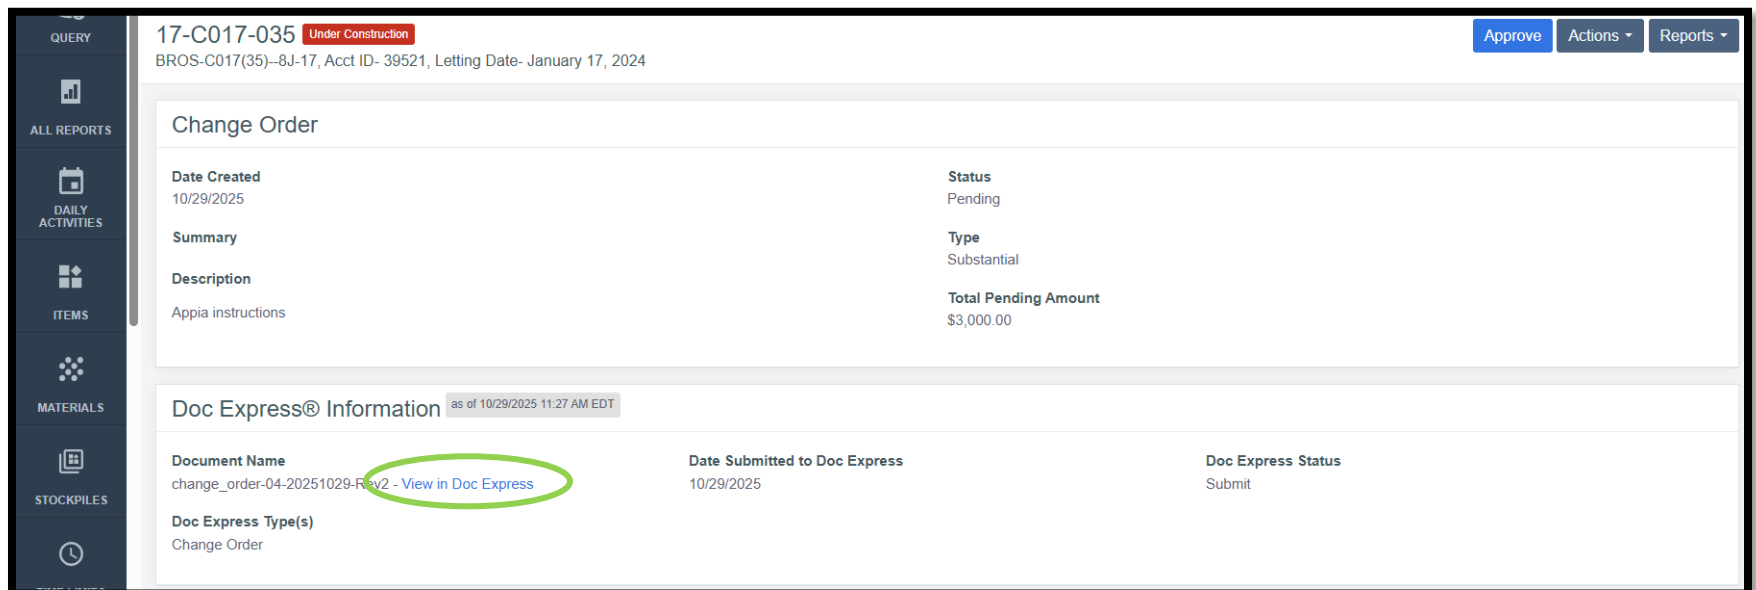 QUERY
ALL REPORTS
DAILY
ACTIVITIES
ITEMS
MATERIALS
STOCKPILES
TIME LIMITS
17-C017-035 Under Construction
BROS-C017(35)--8J-17, Acct ID- 39521, Letting Date- January 17, 2024
Approve Actions Reports
Change Order
Date Created
10/29/2025
Summary
Description
Appia instructions
Status
Pending
Type
Substantial
Total Pending Amount
$3,000.00
Doc Express® Information as of 10/29/2025 11:27 AM EDT
Document Name
change_order-04-20251029-Rev2 - View in Doc Express
Date Submitted to Doc Express
10/29/2025
Doc Express Status
Submit
Doc Express Type(s)
Change Order